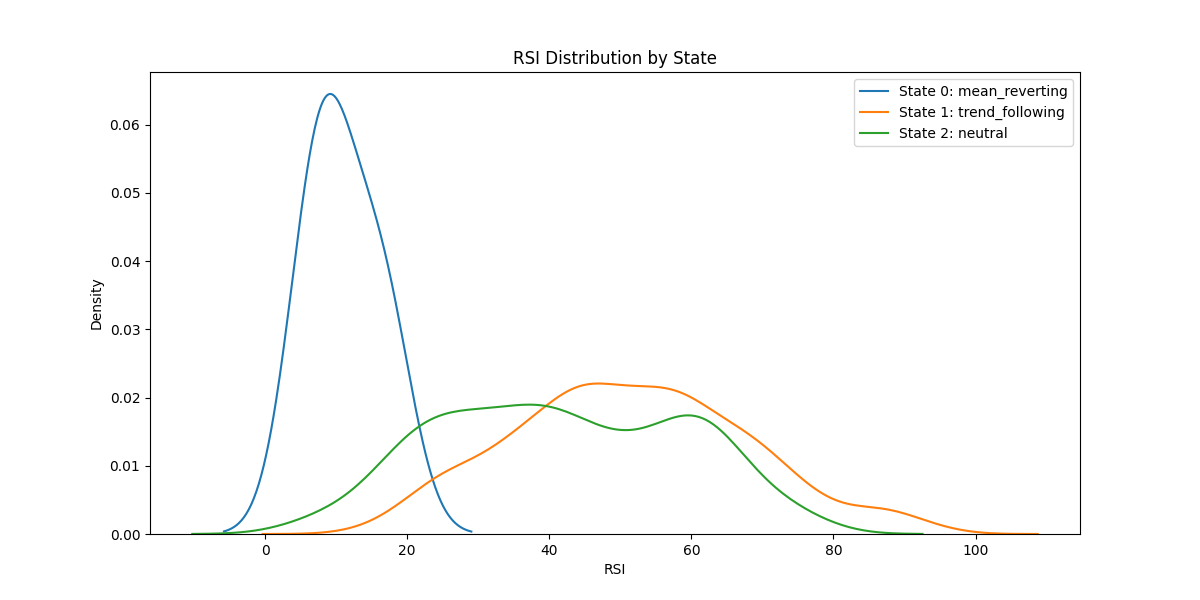 RSI Distribution by State
State 0: mean_reverting
State 1: trend_following
State 2: neutral
0.06
0.05
0.04
0.03
0.02
0.01
0.00
Density
0 20 40 60 80 100
RSI